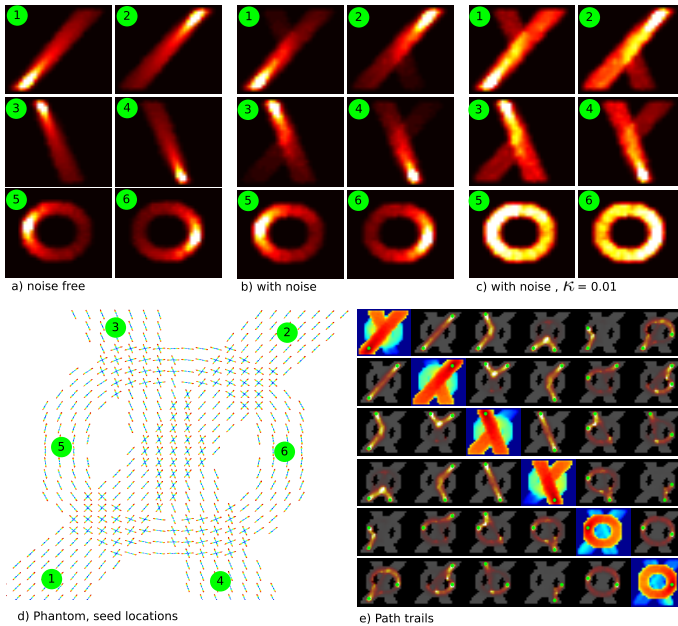 1 2 1 2 1 2
3 4 3 4 3 4
5 6 5 6 5 6
a) noise free
b) with noise
c) with noise , K = 0.01
3
2
5
6
1
4
d) Phantom, seed locations
e) Path trails